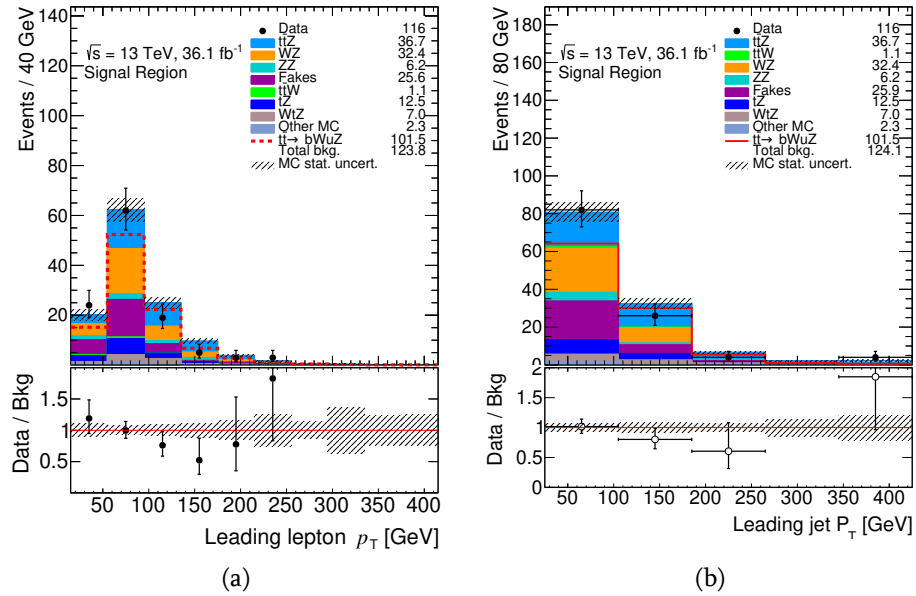 Events / 40 GeV
140
120
100
80
60
40
20
√s = 13 TeV, 36.1 fb⁻¹
Signal Region
Data 116
ttZ 36.7
WZ 32.4
ZZ 6.2
Fakes 25.6
tt̄W 1.1
tZ 12.5
WtZ 7.0
Other MC 2.3
tt̄→ bWuZ 101.5
Total bkg. 123.8
MC stat. uncert.
Data / Bkg
1.5
1
0.5
50 100 150 200 250 300 350 400
Leading lepton p_T [GeV]
(a)
Events / 80 GeV
180
160
140
120
100
80
60
40
20
0
√s = 13 TeV, 36.1 fb⁻¹
Signal Region
Data 116
ttZ 36.7
tt̄W 1.1
WZ 32.4
ZZ 6.2
Fakes 25.9
tZ 12.5
WtZ 7.0
Other MC 2.3
tt̄→ bWuZ 101.5
Total bkg. 124.1
MC stat. uncert.
Data / Bkg
2
1.5
1
0.5
0
50 100 150 200 250 300 350 400
Leading jet P_T [GeV]
(b)